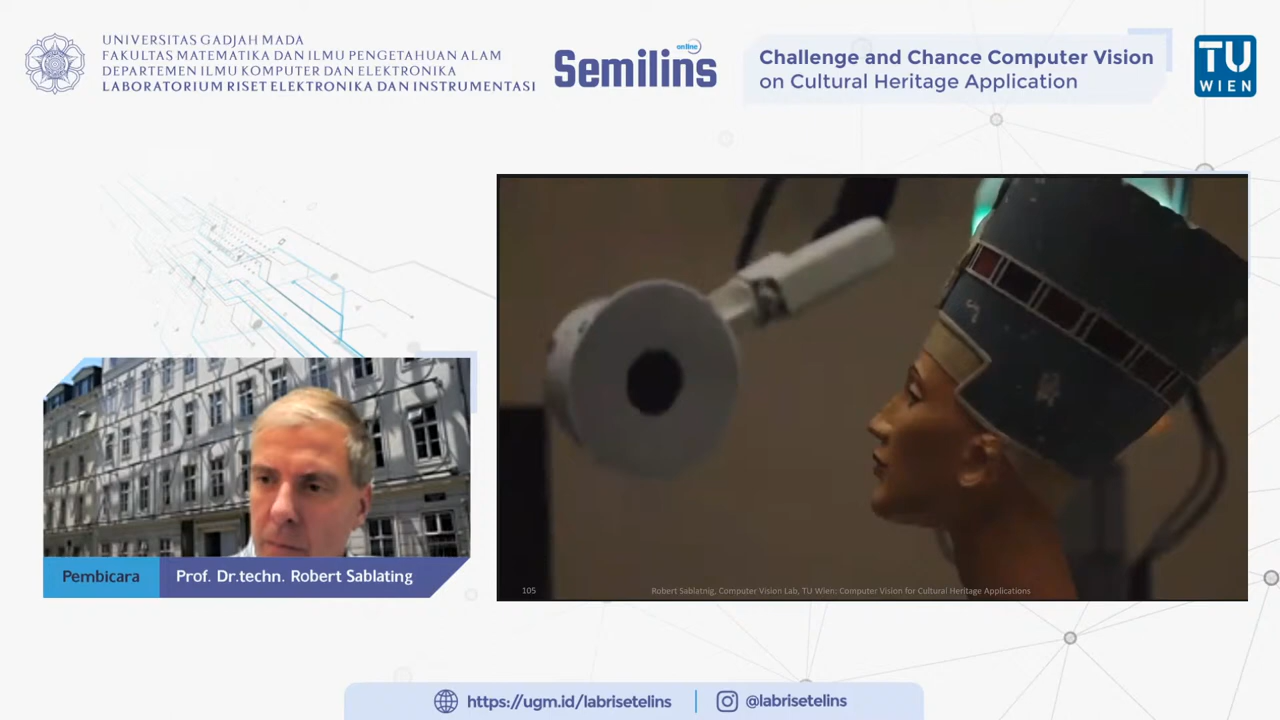 UNIVERSITAS GADJAH MADA
FAKULTAS MATEMATIKA DAN ILMU PENGETAHUAN ALAM
DEPARTEMEN ILMU KOMPUTER DAN ELEKTRONIKA
LABORATORIUM RISET ELEKTRONIKA DAN INSTRUMENTASI
online
Semilins
Challenge and Chance Computer Vision
on Cultural Heritage Application
TU
WIEN
Pembicara
Prof. Dr.techn. Robert Sablating
105
Robert Sablatnig, Computer Vision Lab, TU Wien: Computer Vision for Cultural Heritage Applications
https://ugm.id/labrisetelins
@labrisetelins